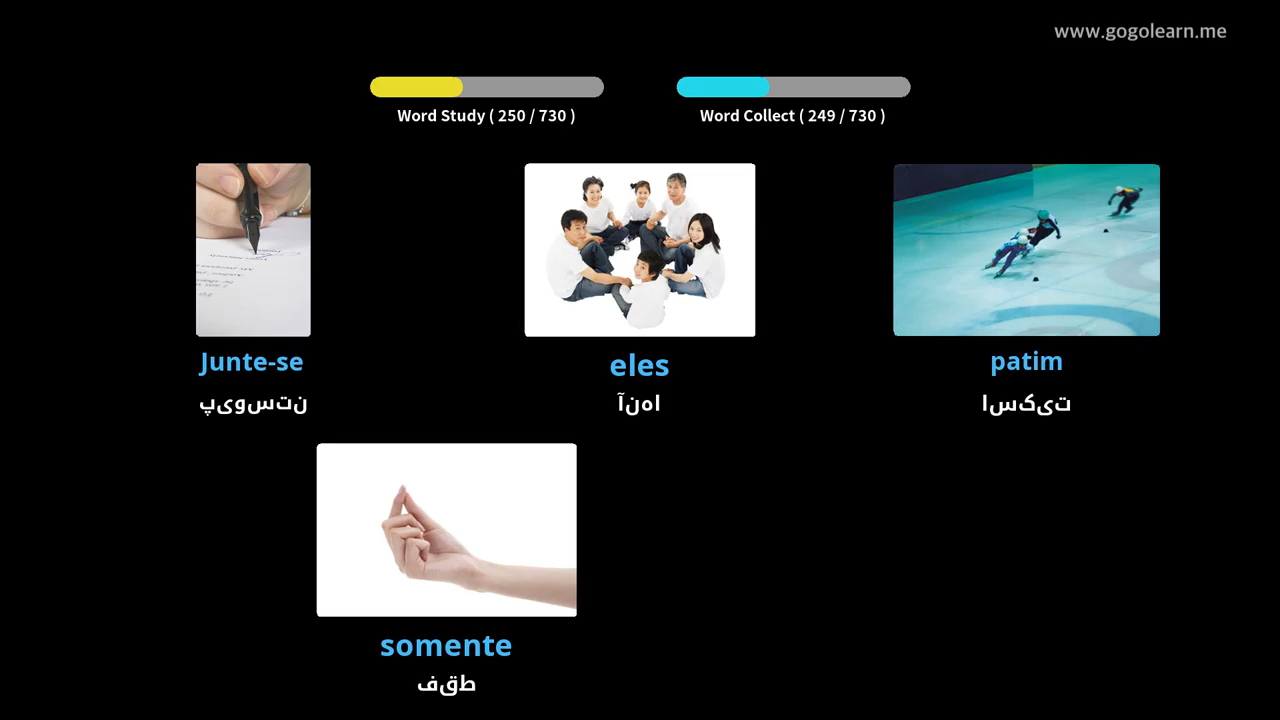 www.gogolearn.me
Word Study ( 250 / 730 )
Word Collect ( 249 / 730 )
Junte-se
پیوستن
eles
آنها
patim
اسکیت
somente
فقط